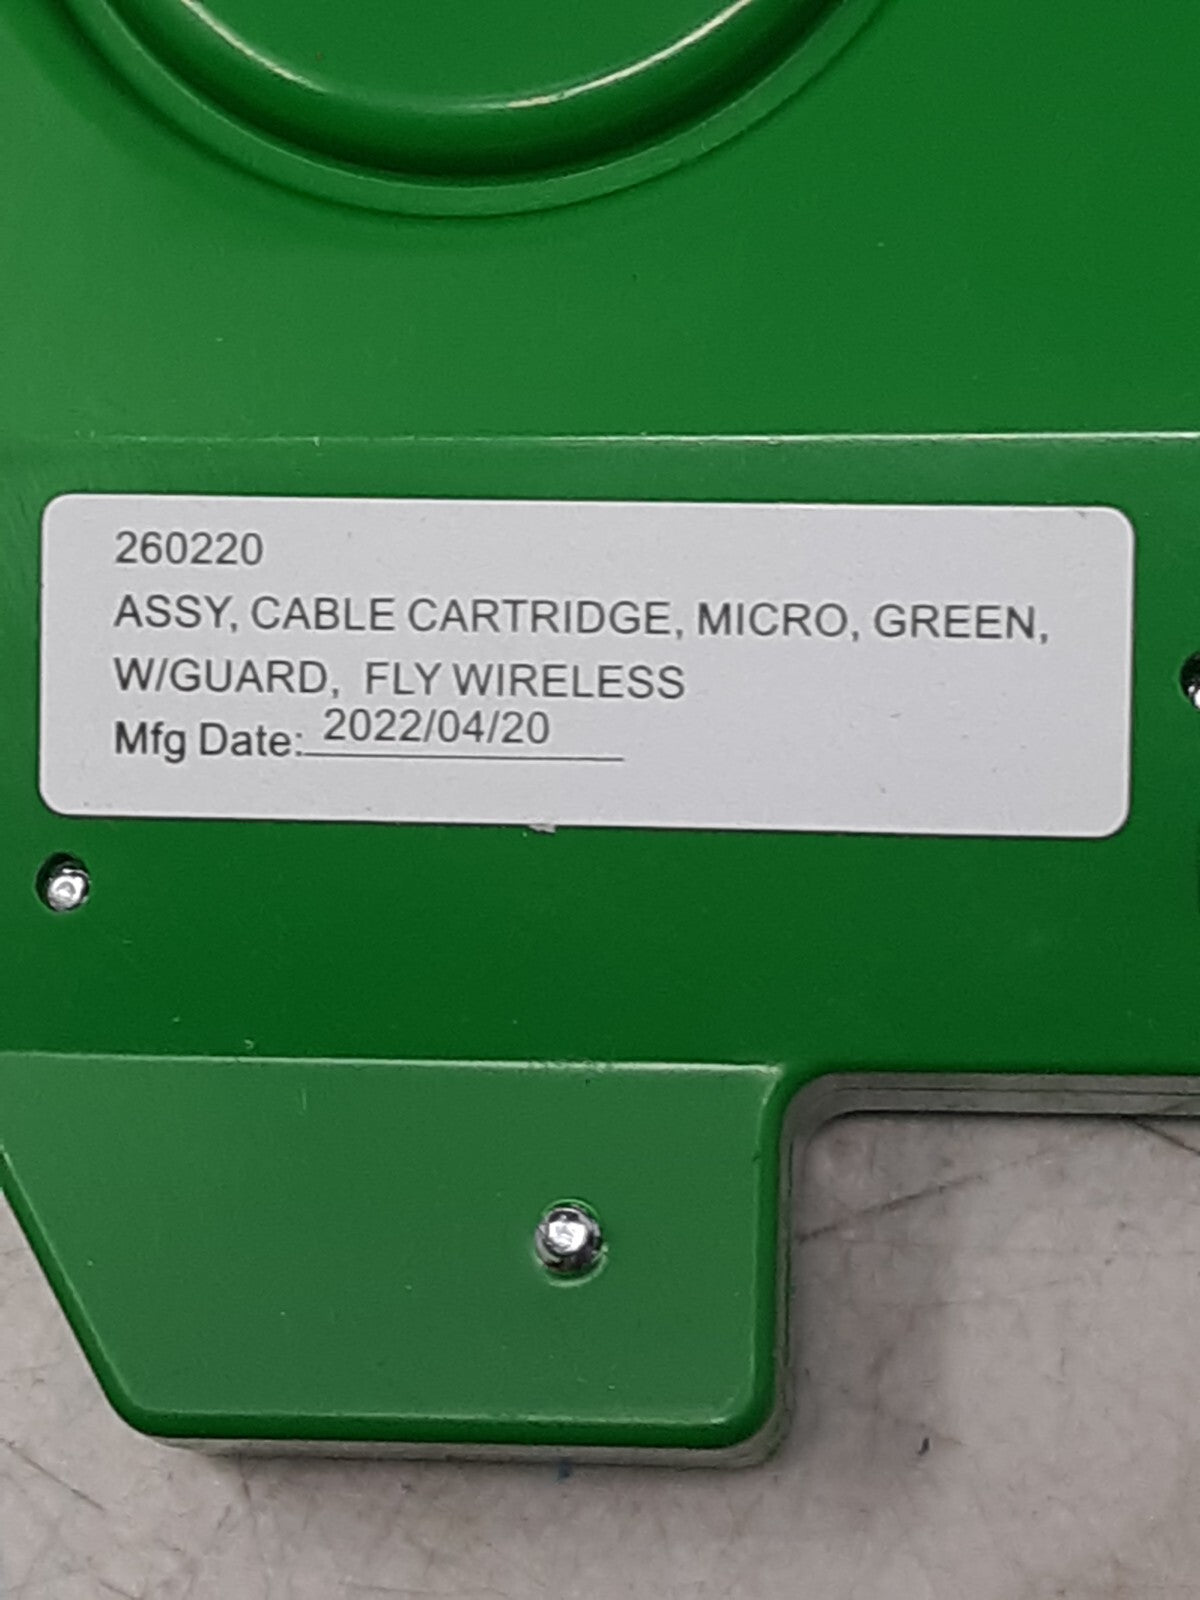 260220
ASSY, CABLE CARTRIDGE, MICRO, GREEN,
W/GUARD, FLY WIRELESS
Mfg Date: 2022/04/20